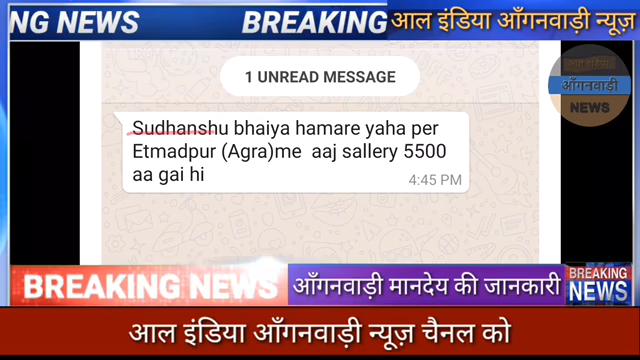 NG NEWS
BREAKING
आल इंडिया आँगनवाड़ी न्यूज़
आल इंडिया
आँगनवाड़ी
NEWS
1 UNREAD MESSAGE
Sudhanshu bhaiya hamare yaha per
Etmadpur (Agra)me aaj sallery 5500
aa gai hi
4:45 PM
BREAKING NEWS
आँगनवाड़ी मानदेय की जानकारी
BREAKING
NEWS
आल इंडिया आँगनवाड़ी न्यूज़ चैनल को